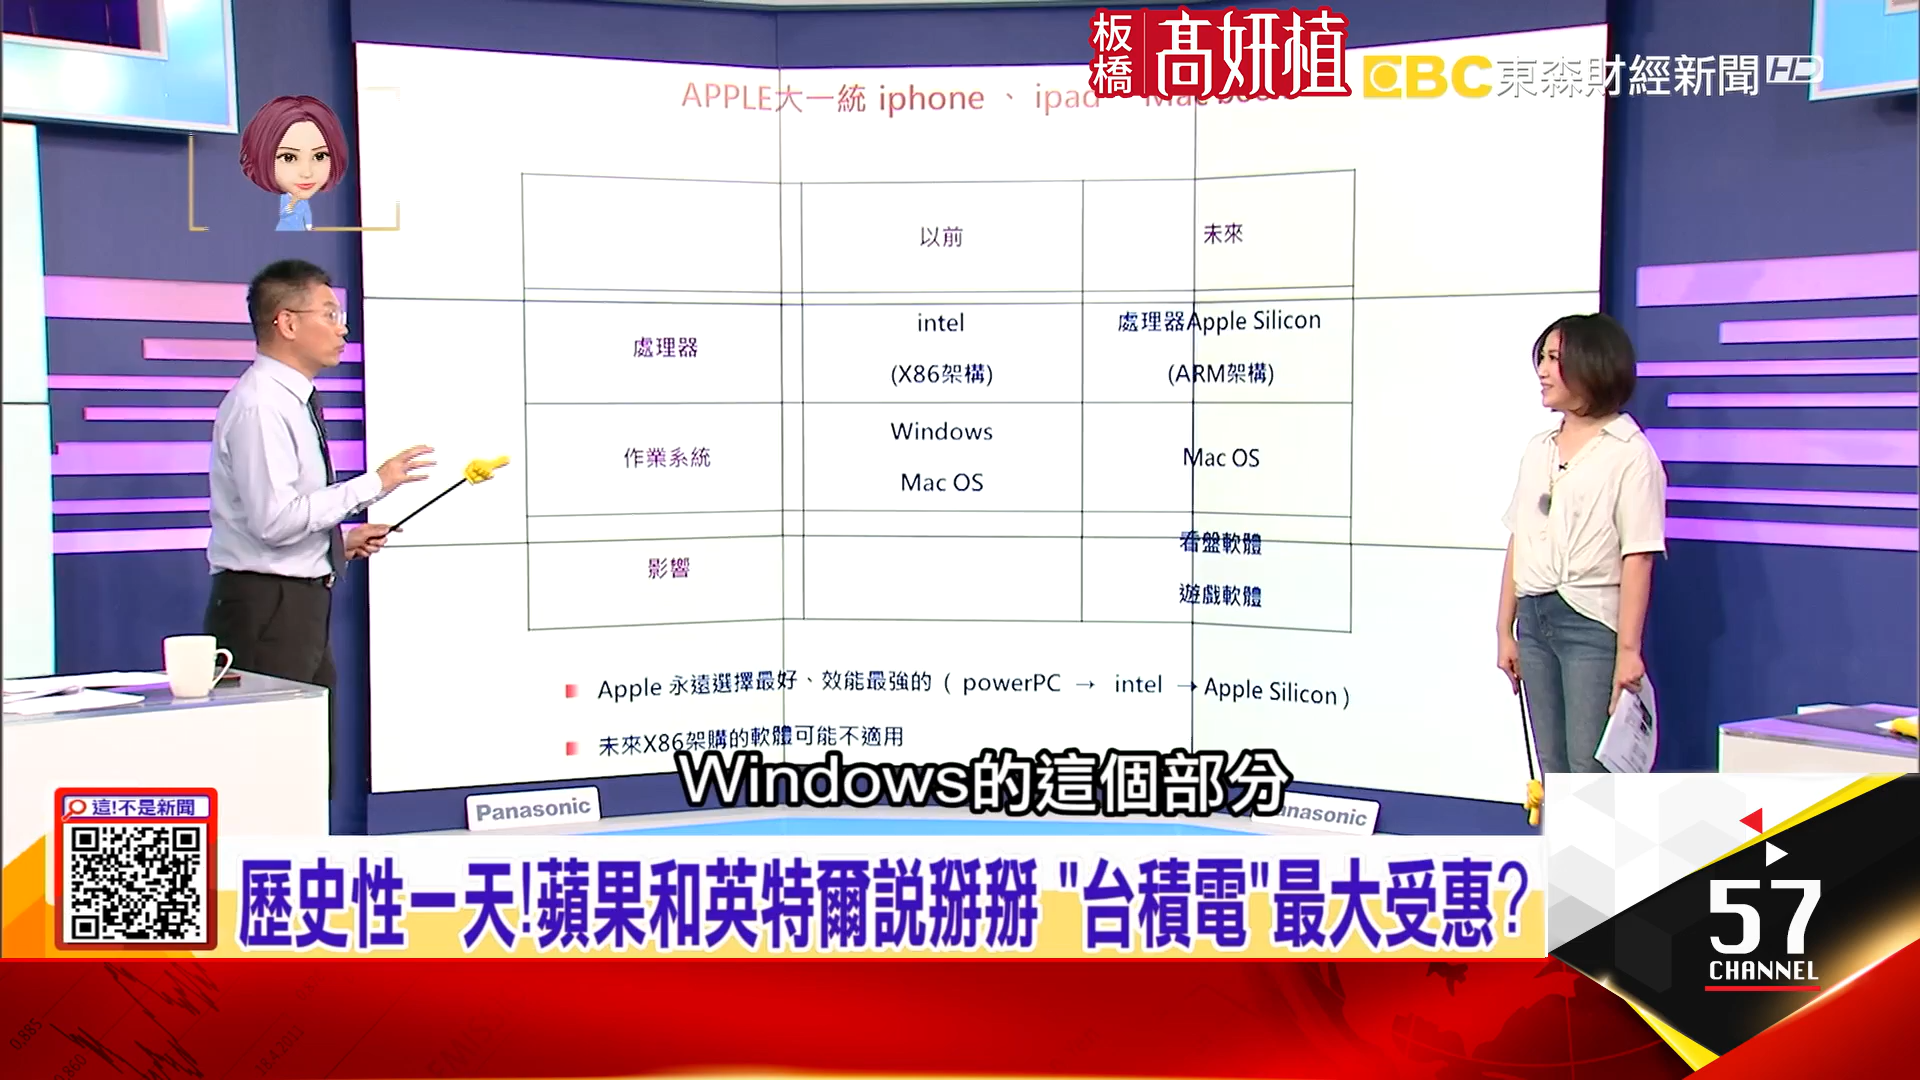 板橋
髙妍植
EBC東森財經新聞HD
APPLE大一統 iphone 、 ipad
以前
未來
處理器
intel
(X86架構)
處理器Apple Silicon
(ARM架構)
作業系統
Windows
Mac OS
Mac OS
影響
看盤軟體
遊戲軟體
Apple 永遠選擇最好、效能最強的 ( powerPC → intel → Apple Silicon )
未來X86架購的軟體可能不適用
Windows的這個部分
Panasonic
Panasonic
這!不是新聞
歷史性一天!蘋果和英特爾説掰掰 "台積電"最大受惠?
57
CHANNEL